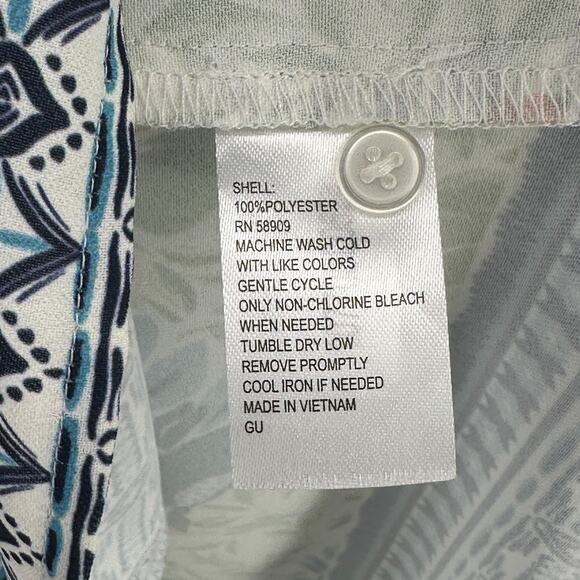 SHELL:
100%POLYESTER
RN 58909
MACHINE WASH COLD
WITH LIKE COLORS
GENTLE CYCLE
ONLY NON-CHLORINE BLEACH
WHEN NEEDED
TUMBLE DRY LOW
REMOVE PROMPTLY
COOL IRON IF NEEDED
MADE IN VIETNAM
GU